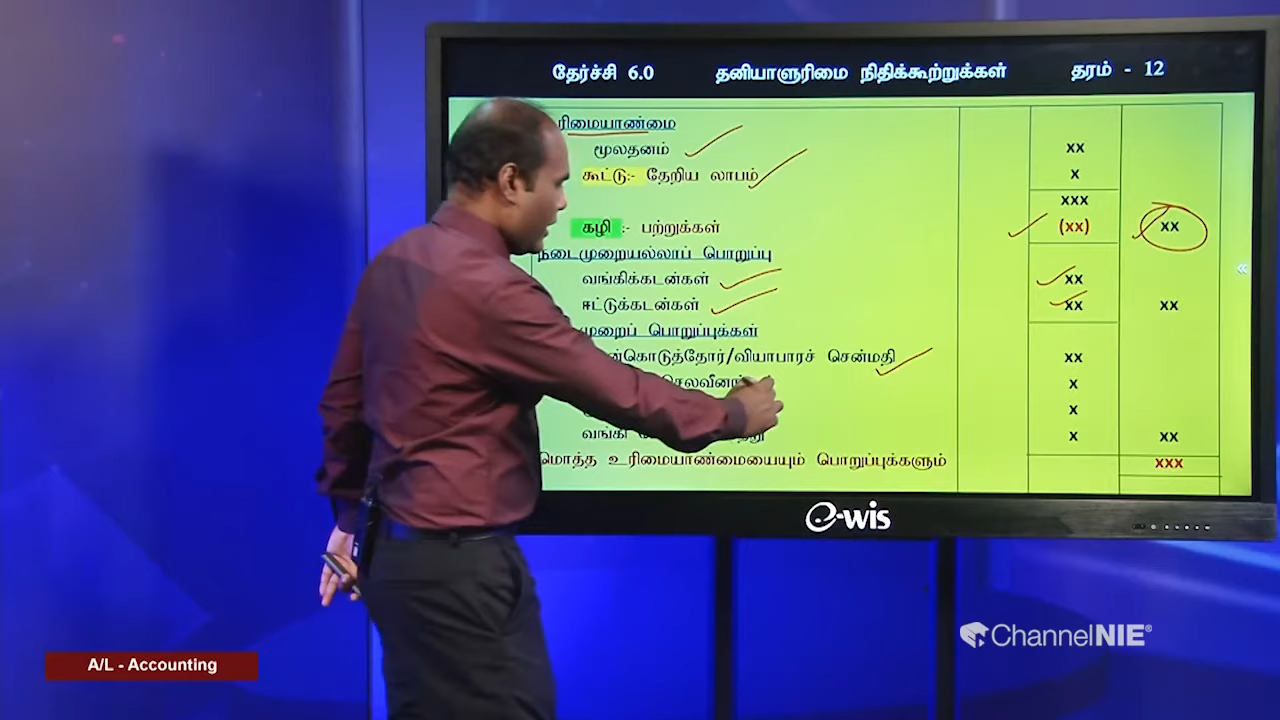 தேர்ச்சி 6.0 தனியாளுரிமை நிதிக்கூற்றுக்கள் தரம் - 12
ரிமையாண்மை
மூலதனம் xx
கூட்டு:- தேறிய லாபம் x
xxx
கழி :- பற்றுக்கள் (xx) xx
நடைமுறையல்லாப் பொறுப்பு
வங்கிக்கடன்கள் xx
ஈட்டுக்கடன்கள் xx xx
முறைப் பொறுப்புக்கள்
ன்கொடுத்தோர்/வியாபாரச் சென்மதி xx
x
x
வங்கி x xx
மொத்த உரிமையாண்மையையும் பொறுப்புக்களும் xxx
e-wis
ChannelNIE®
A/L - Accounting